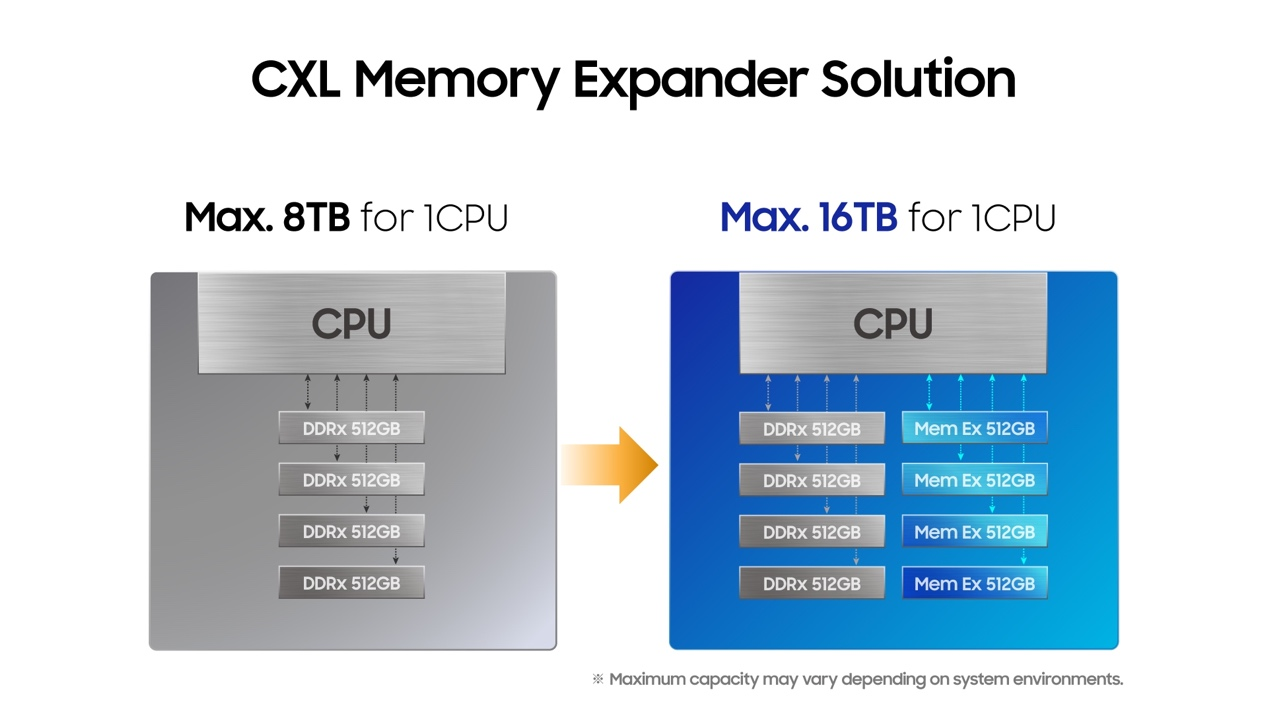 CXL Memory Expander Solution
Max. 8TB for 1CPU
CPU
DDRx 512GB
DDRx 512GB
DDRx 512GB
DDRx 512GB
Max. 16TB for 1CPU
CPU
DDRx 512GB
DDRx 512GB
DDRx 512GB
DDRx 512GB
Mem Ex 512GB
Mem Ex 512GB
Mem Ex 512GB
Mem Ex 512GB
※ Maximum capacity may vary depending on system environments.